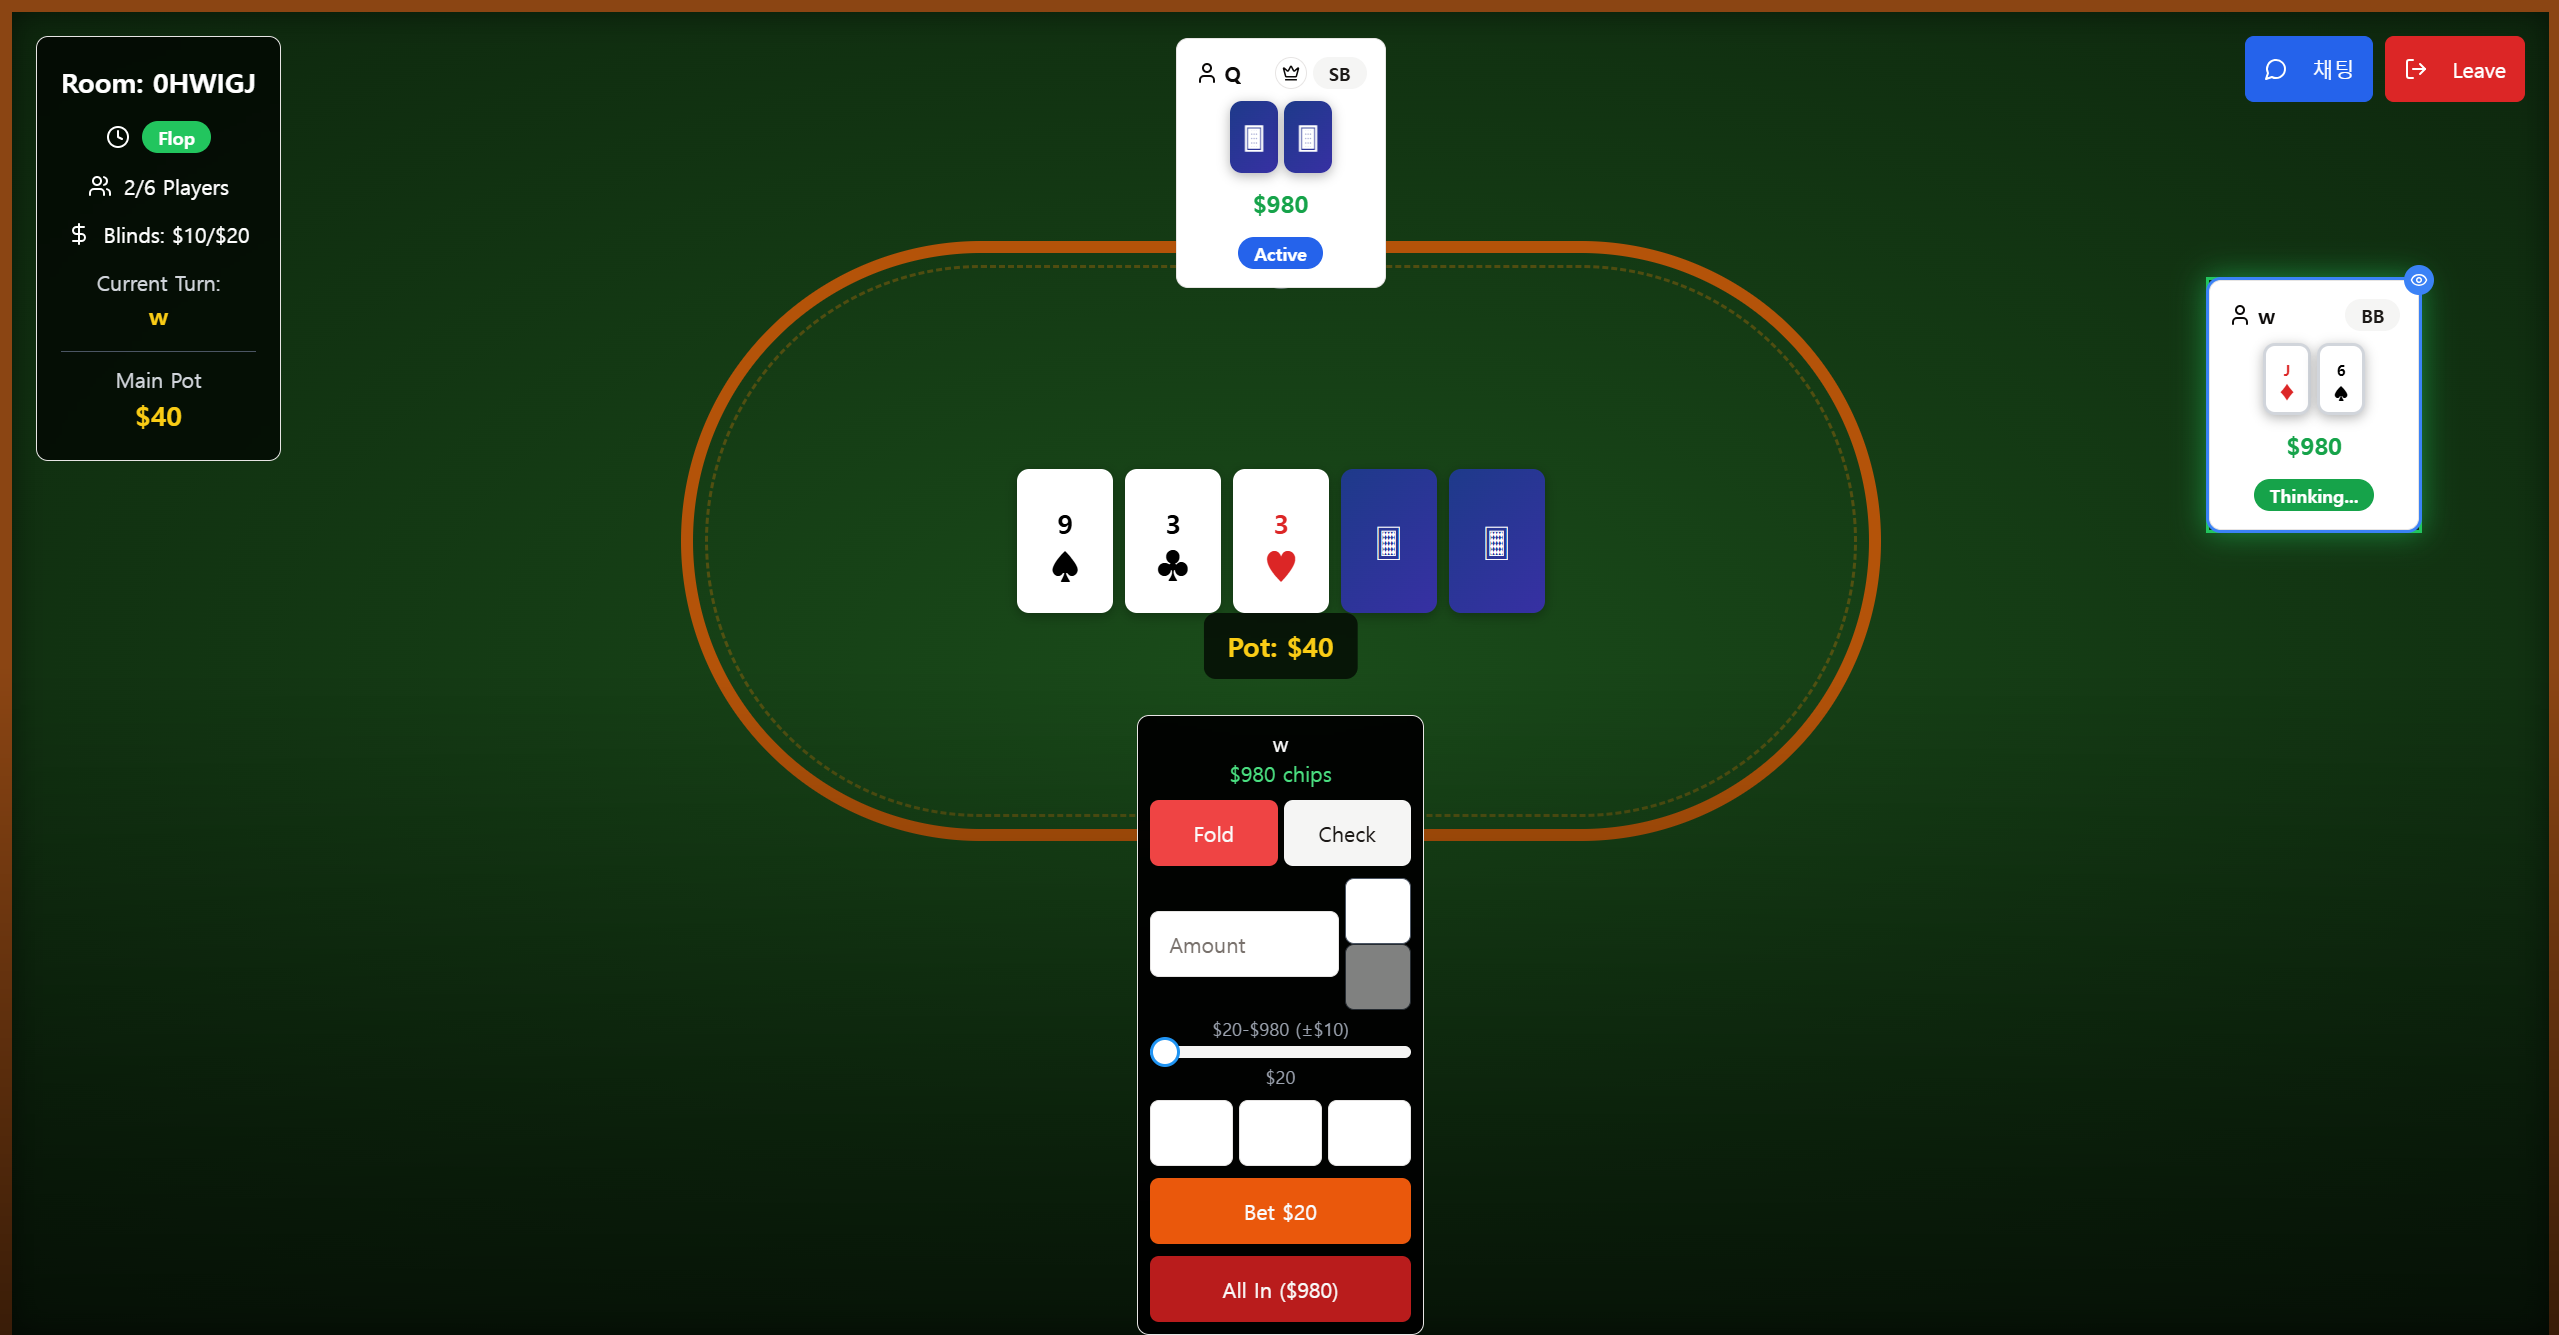 Room: 0HWIGJ
Flop
2/6 Players
Blinds: $10/$20
Current Turn:
w
Main Pot
$40
Q
SB
$980
Active
채팅
Leave
w
BB
J
6
$980
Thinking...
9
3
3
Pot: $40
w
$980 chips
Fold
Check
Amount
$20-$980 (±$10)
$20
Bet $20
All In ($980)